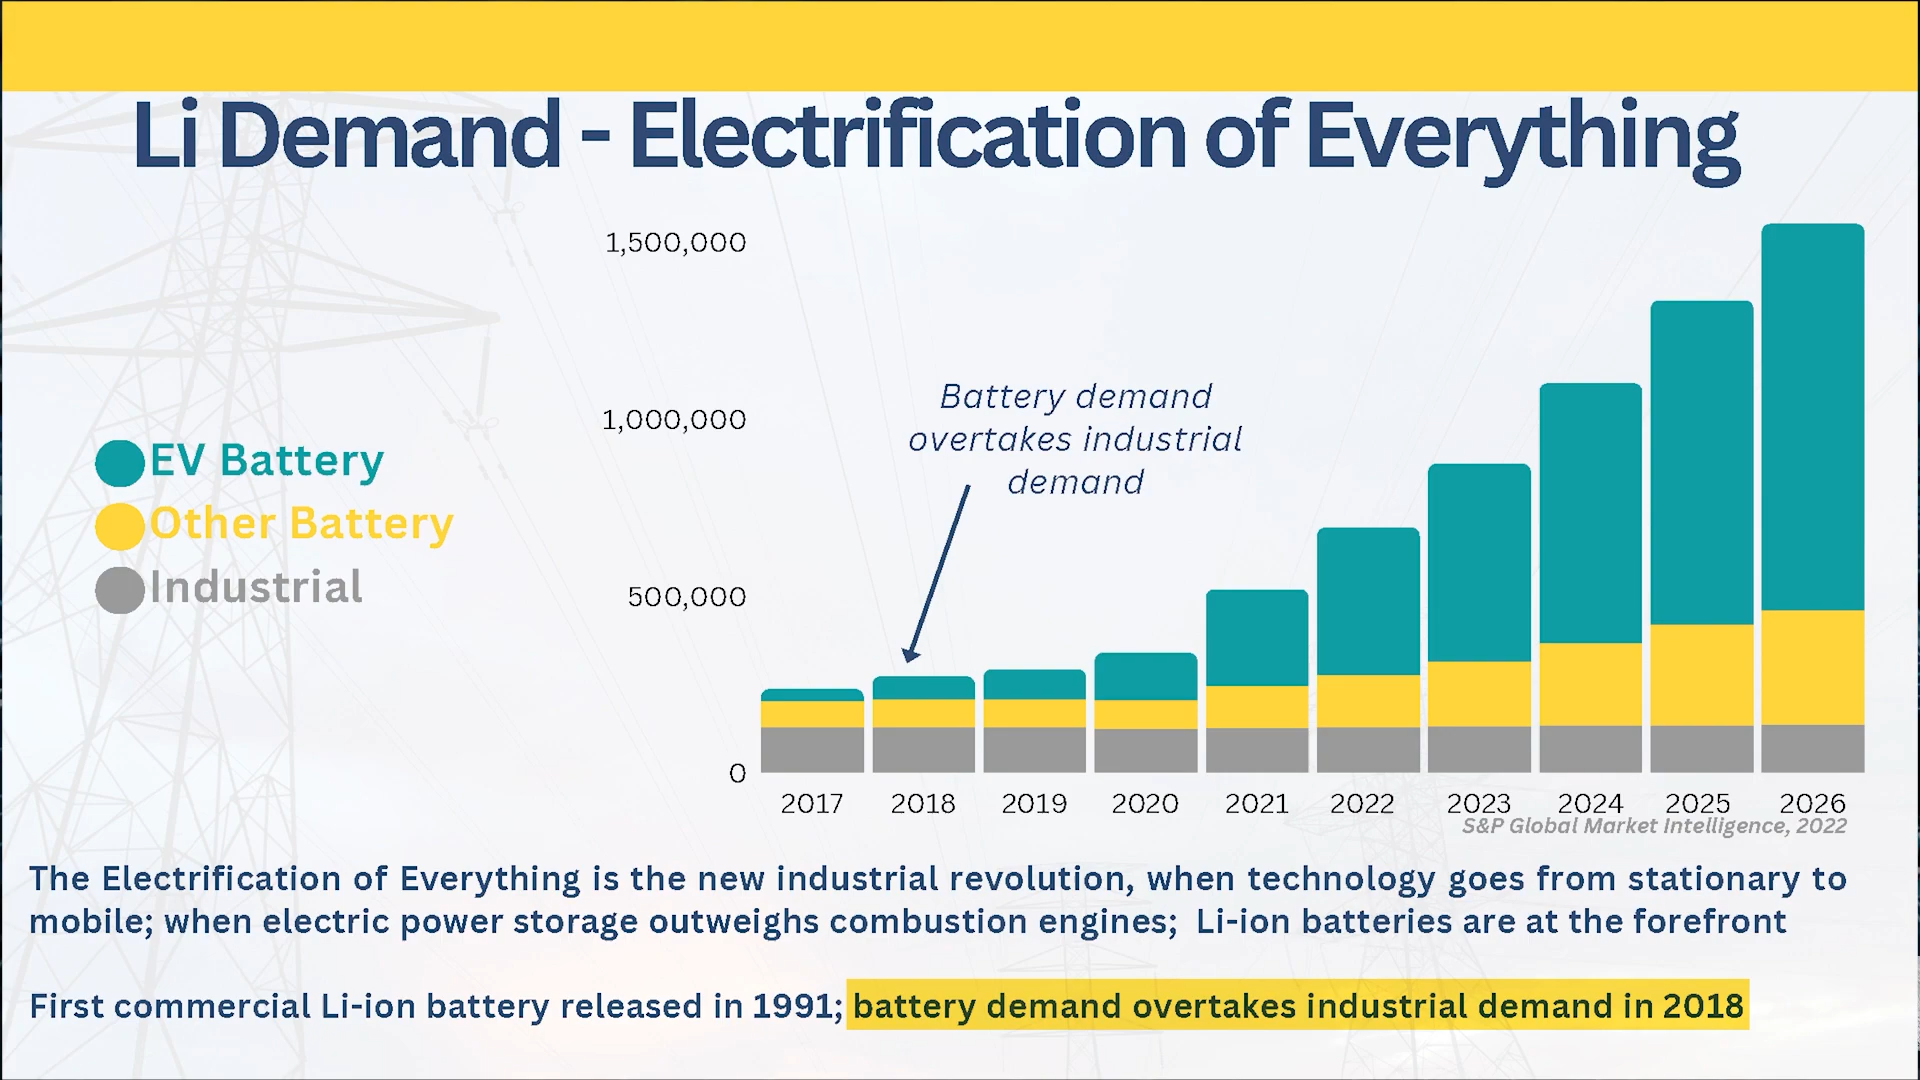 Li Demand - Electrification of Everything
1,500,000
1,000,000
500,000
0
Battery demand
overtakes industrial
demand
EV Battery
Other Battery
Industrial
2017 2018 2019 2020 2021 2022 2023 2024 2025 2026
S&P Global Market Intelligence, 2022
The Electrification of Everything is the new industrial revolution, when technology goes from stationary to
mobile; when electric power storage outweighs combustion engines; Li-ion batteries are at the forefront
First commercial Li-ion battery released in 1991; battery demand overtakes industrial demand in 2018